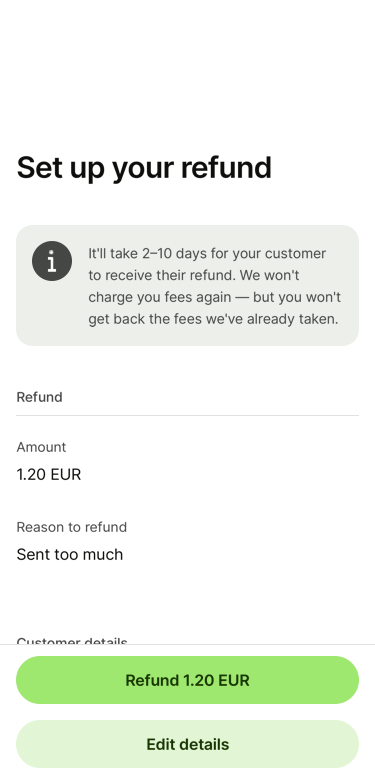 Set up your refund
It'll take 2–10 days for your customer
to receive their refund. We won't
charge you fees again — but you won't
get back the fees we've already taken.
Refund
Amount
1.20 EUR
Reason to refund
Sent too much
Customer details
Refund 1.20 EUR
Edit details